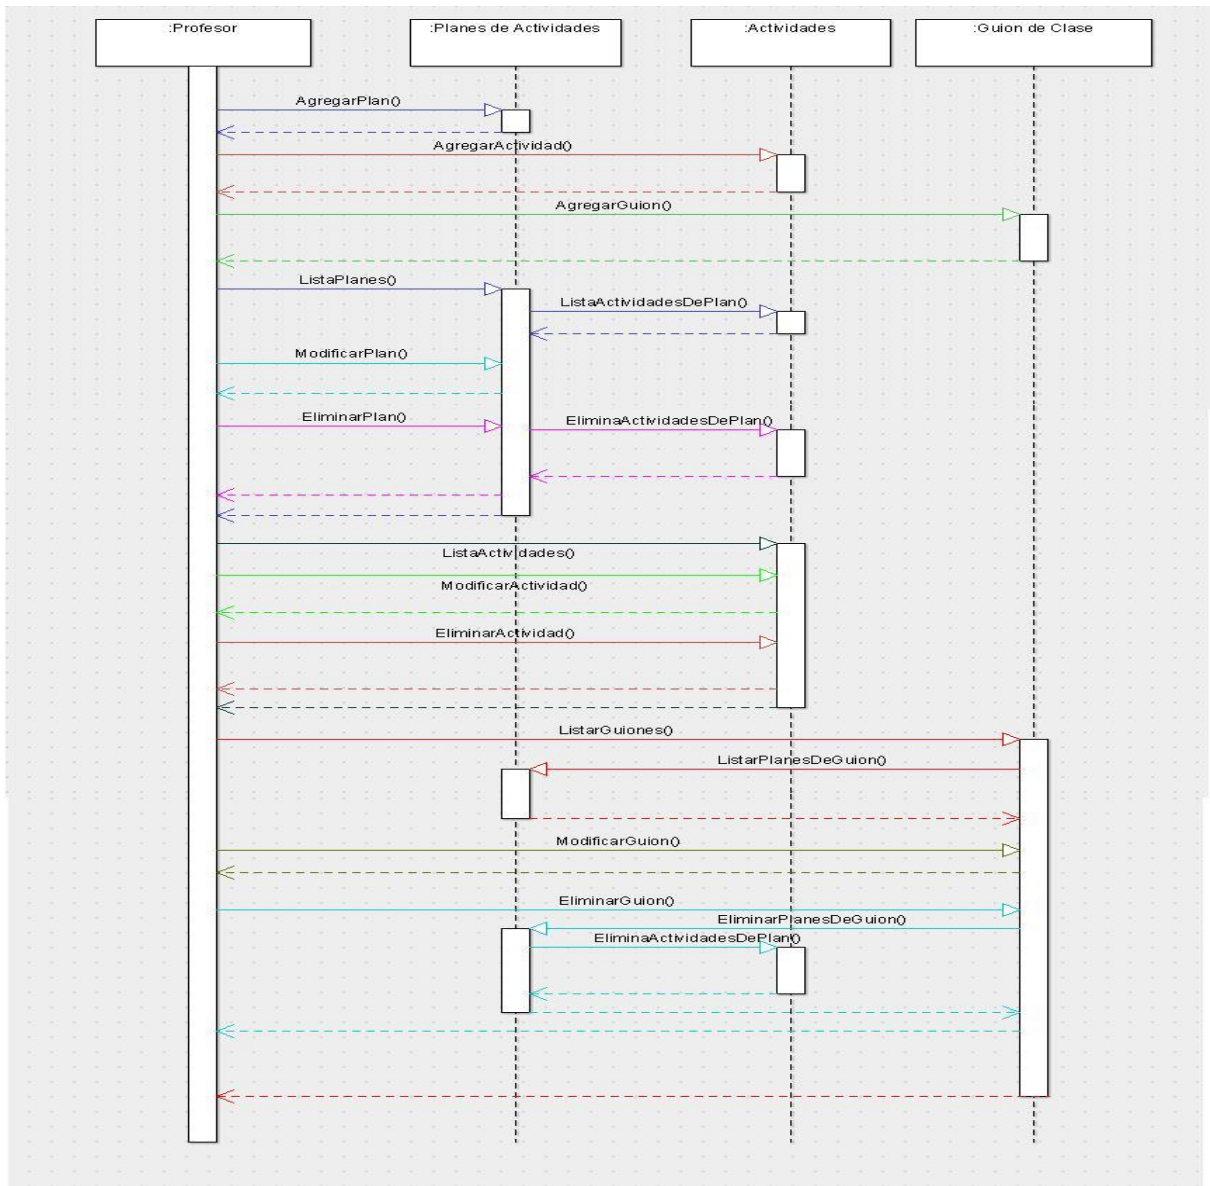 :Profesor
:Planes de Actividades
:Actividades
:Guion de Clase
AgregarPlan()
AgregarActividad()
AgregarGuion()
ListaPlanes()
ListaActividadesDePlan()
ModificarPlan()
EliminarPlan()
EliminaActividadesDePlan()
ListaActividades()
ModificarActividad()
EliminarActividad()
ListarGuiones()
ListarPlanesDeGuion()
ModificarGuion()
EliminarGuion()
EliminarPlanesDeGuion()
EliminaActividadesDePlan()